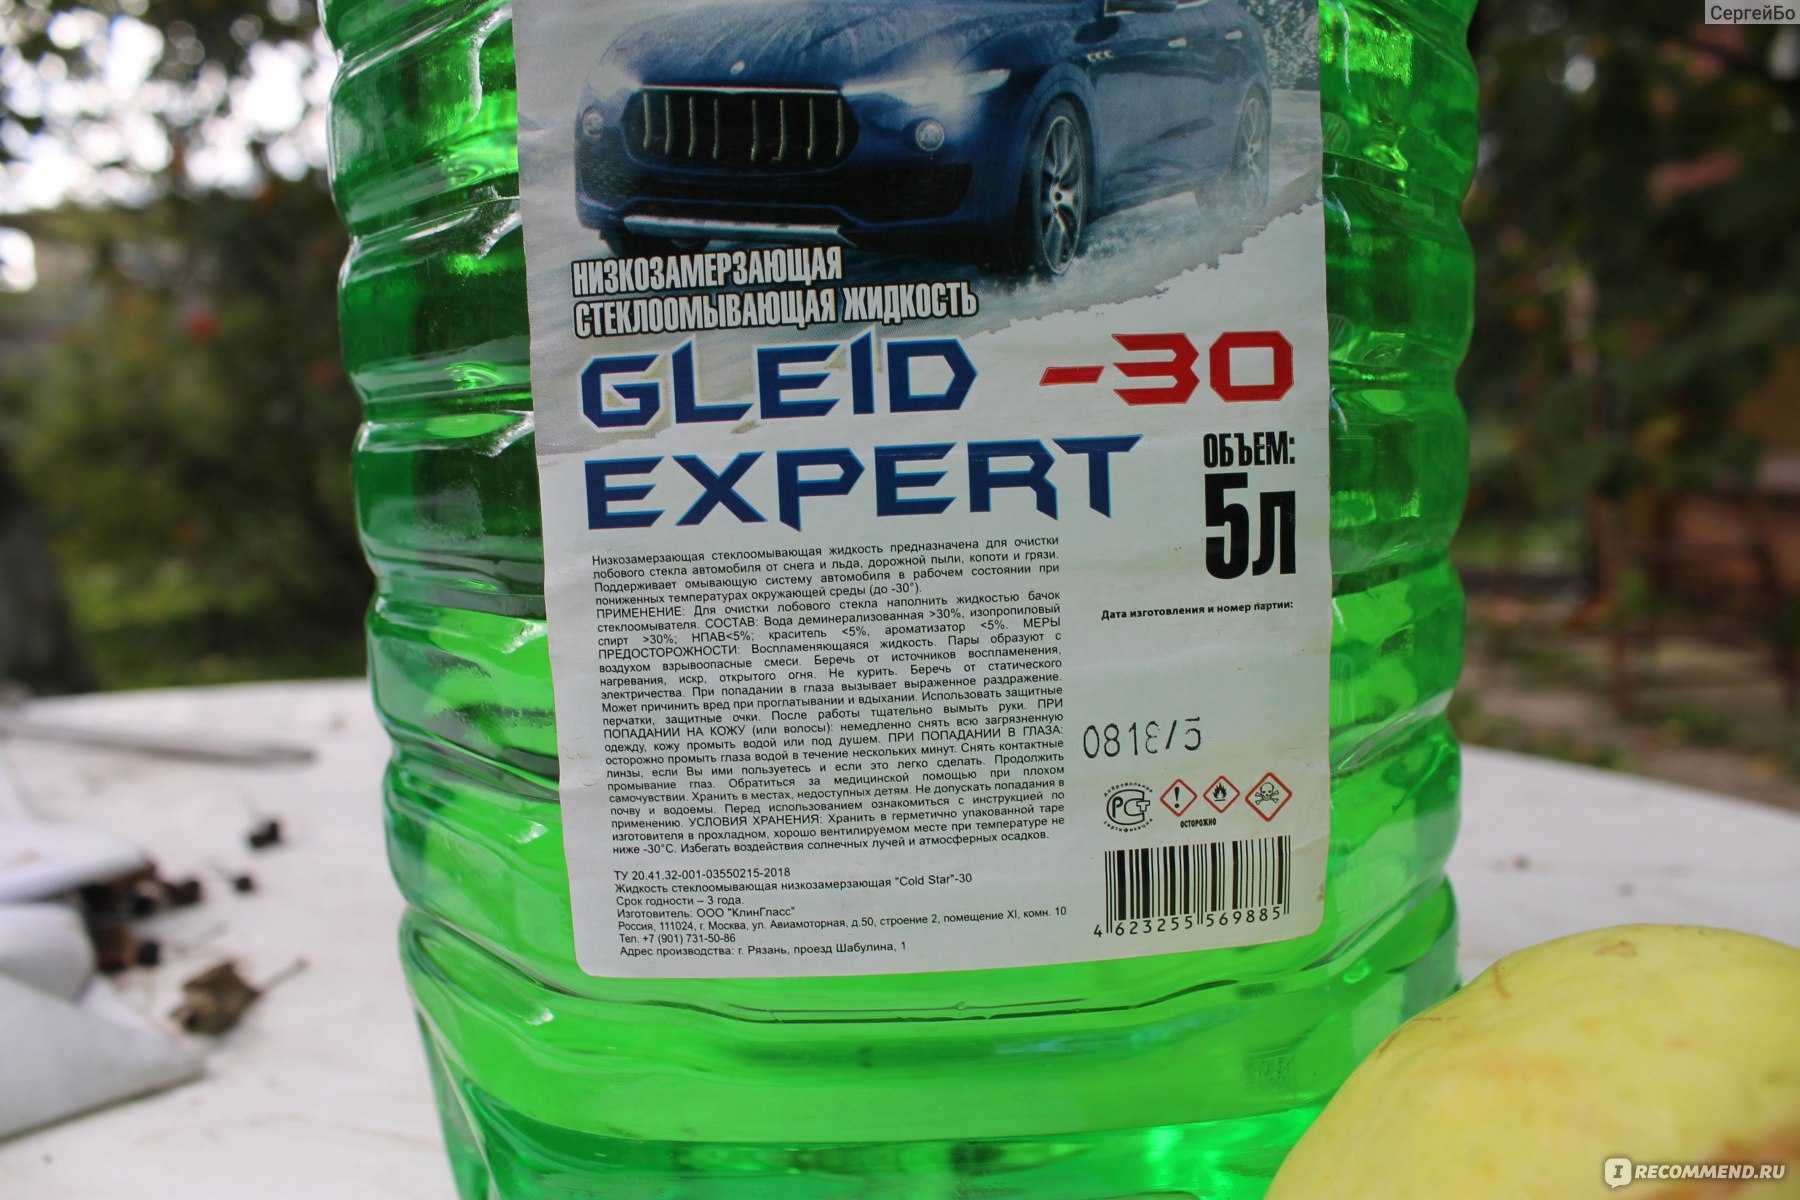 СергейБо
НИЗКОЗАМЕРЗАЮЩАЯ
СТЕКЛООМЫВАЮЩАЯ ЖИДКОСТЬ
GLEID -30
EXPERT
ОБЪЕМ:
5л
Низкозамерзающая стеклоомывающая жидкость предназначена для очистки
лобового стекла автомобиля от снега и льда, дорожной пыли, копоти и грязи.
Поддерживает омывающую систему автомобиля в рабочем состоянии при
пониженных температурах окружающей среды (до -30°).
ПРИМЕНЕНИЕ: Для очистки лобового стекла наполнить жидкостью бачок
стеклоомывателя. СОСТАВ: Вода деминерализованная >30%, изопропиловый
спирт >30%; НПАВ<5%; краситель <5%, ароматизатор <5%. МЕРЫ
ПРЕДОСТОРОЖНОСТИ: Воспламеняющаяся жидкость. Пары образуют с
воздухом взрывоопасные смеси. Беречь от источников воспламенения,
нагревания, искр, открытого огня. Не курить. Беречь от статического
электричества. При попадании в глаза вызывает выраженное раздражение.
Может причинить вред при проглатывании и вдыхании. Использовать защитные
перчатки, защитные очки. После работы тщательно вымыть руки. ПРИ
ПОПАДАНИИ НА КОЖУ (или волосы): немедленно снять всю загрязненную
одежду, кожу промыть водой или под душем. ПРИ ПОПАДАНИИ В ГЛАЗА:
осторожно промыть глаза водой в течение нескольких минут. Снять контактные
линзы, если Вы ими пользуетесь и если это легко сделать. Продолжить
промывание глаз. Обратиться за медицинской помощью при плохом
самочувствии. Хранить в местах, недоступных детям. Не допускать попадания в
почву и водоемы. Перед использованием ознакомиться с инструкцией по
применению. УСЛОВИЯ ХРАНЕНИЯ: Хранить в герметично упакованной таре
изготовителя в прохладном, хорошо вентилируемом месте при температуре не
ниже -30°С. Избегать воздействия солнечных лучей и атмосферных осадков.
ТУ 20.41.32-001-03550215-2018
Жидкость стеклоомывающая низкозамерзающая "Cold Star"-30
Срок годности – 3 года.
Изготовитель: ООО "КлинГласс"
Россия, 111024, г. Москва, ул. Авиамоторная, д.50, строение 2, помещение XI, комн. 10
Тел. +7 (901) 731-50-86
Адрес производства: г. Рязань, проезд Шабулина, 1
Дата изготовления и номер партии:
0818/5
добровольная
РСТ
сертификация
ОСТОРОЖНО
4 623255 569885
I RECOMMEND.RU